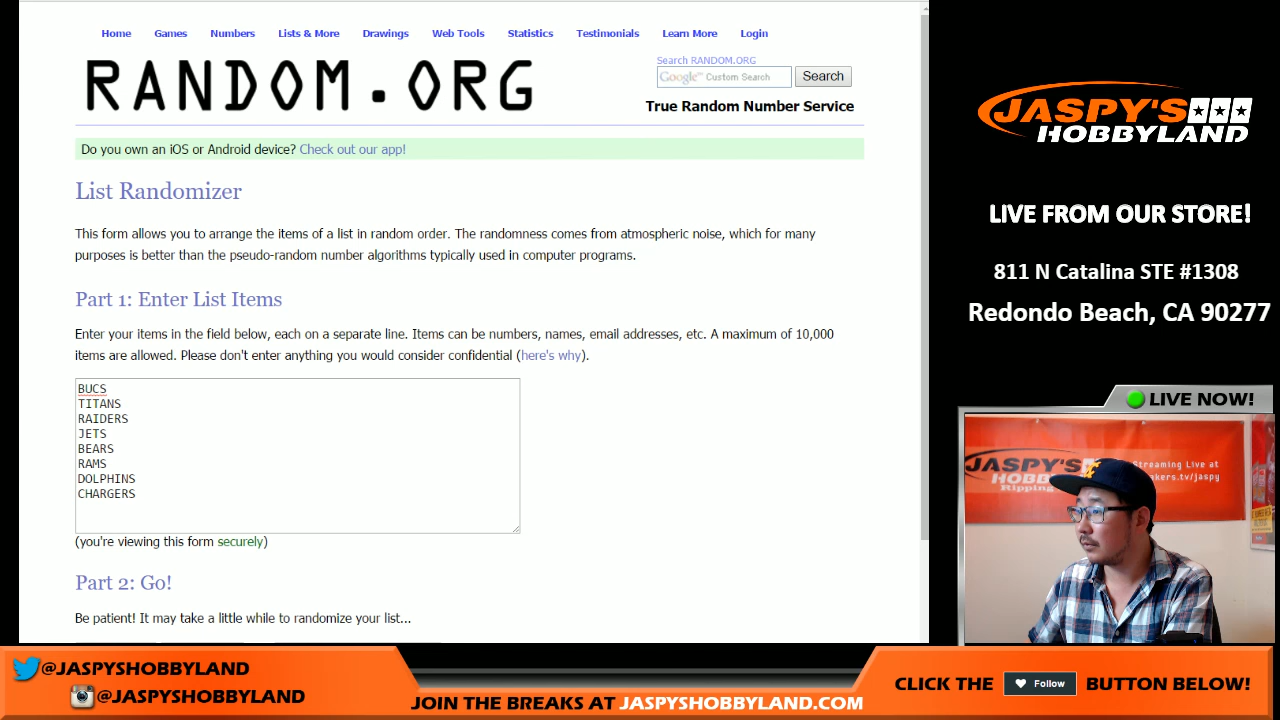 Home Games Numbers Lists & More Drawings Web Tools Statistics Testimonials Learn More Login
RANDOM.ORG
Search RANDOM.ORG
Google™ Custom Search Search
True Random Number Service
Do you own an iOS or Android device? Check out our app!
List Randomizer
This form allows you to arrange the items of a list in random order. The randomness comes from atmospheric noise, which for many
purposes is better than the pseudo-random number algorithms typically used in computer programs.
Part 1: Enter List Items
Enter your items in the field below, each on a separate line. Items can be numbers, names, email addresses, etc. A maximum of 10,000
items are allowed. Please don't enter anything you would consider confidential (here's why).
BUCS
TITANS
RAIDERS
JETS
BEARS
RAMS
DOLPHINS
CHARGERS
(you're viewing this form securely)
Part 2: Go!
Be patient! It may take a little while to randomize your list...
JASPY'S
HOBBYLAND
LIVE FROM OUR STORE!
811 N Catalina STE #1308
Redondo Beach, CA 90277
LIVE NOW!
JASPY'S
Streaming Live at
Ripping
@JASPYSHOBBYLAND
@JASPYSHOBBYLAND
JOIN THE BREAKS AT JASPYSHOBBYLAND.COM
CLICK THE Follow BUTTON BELOW!